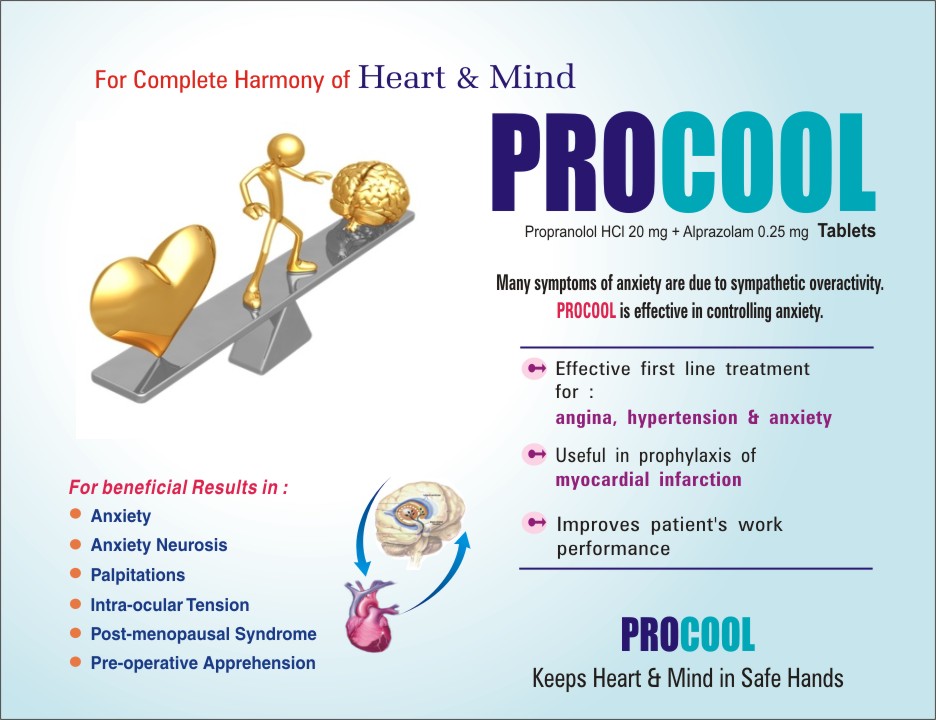 For Complete Harmony of Heart & Mind
PROCOOL
Propranolol HCl 20 mg + Alprazolam 0.25 mg Tablets
Many symptoms of anxiety are due to sympathetic overactivity.
PROCOOL is effective in controlling anxiety.
Effective first line treatment
for :
angina, hypertension & anxiety
Useful in prophylaxis of
myocardial infarction
Improves patient's work
performance
For beneficial Results in :
Anxiety
Anxiety Neurosis
Palpitations
Intra-ocular Tension
Post-menopausal Syndrome
Pre-operative Apprehension
PROCOOL
Keeps Heart & Mind in Safe Hands